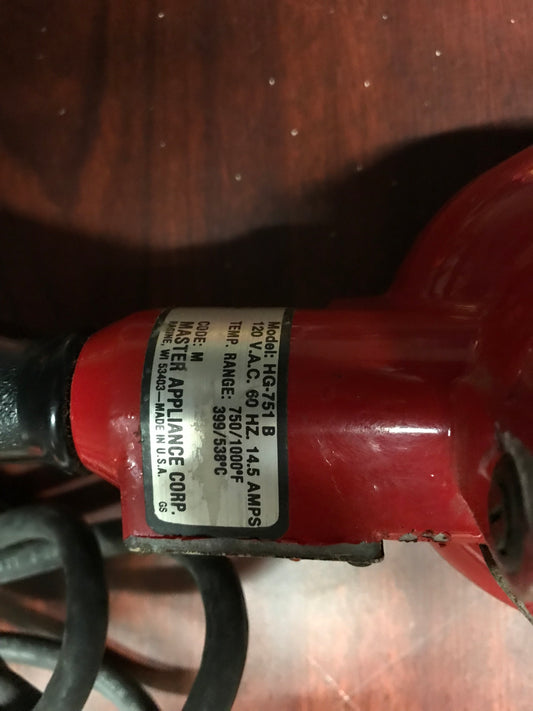 Model: HG-751 B
120 V.A.C. 60 HZ. 14.5 AMPS
TEMP. RANGE: 750/1000°F
399/538°C
CODE: M
MASTER APPLIANCE CORP.
RACINE, WI 53403—MADE IN U.S.A. GS